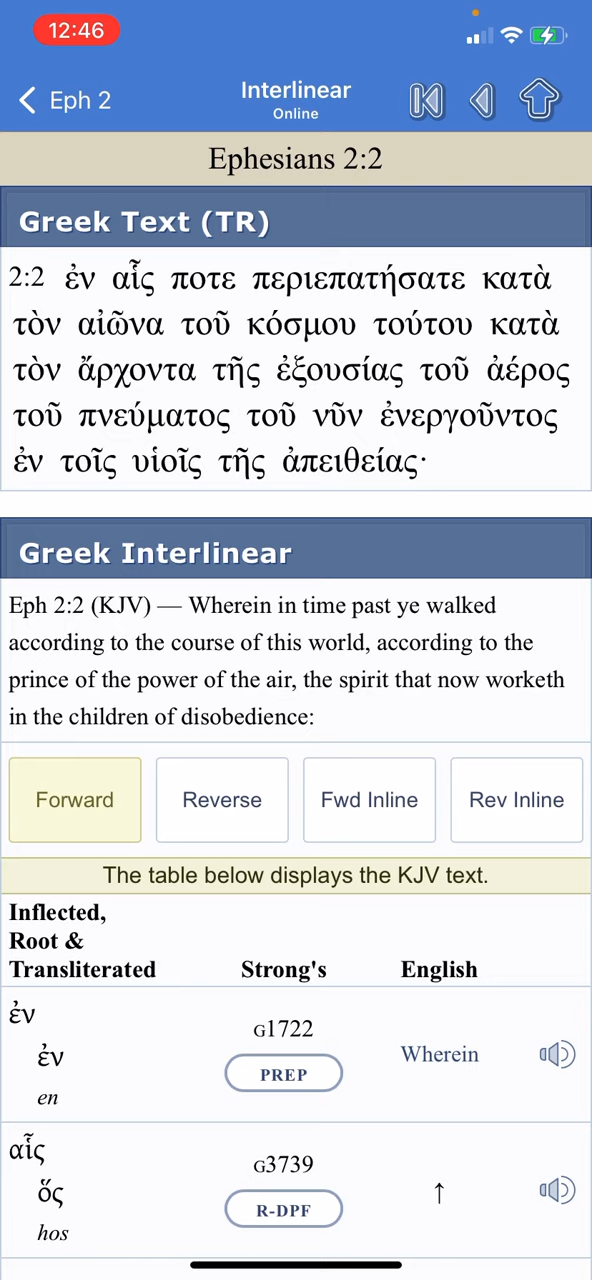 12:46
Eph 2
Interlinear
Online
Ephesians 2:2
Greek Text (TR)
2:2 ἐν αἷς ποτε περιεπατήσατε κατὰ
τὸν αἰῶνα τοῦ κόσμου τούτου κατὰ
τὸν ἄρχοντα τῆς ἐξουσίας τοῦ ἀέρος
τοῦ πνεύματος τοῦ νῦν ἐνεργοῦντος
ἐν τοῖς υἱοῖς τῆς ἀπειθείας·
Greek Interlinear
Eph 2:2 (KJV) — Wherein in time past ye walked
according to the course of this world, according to the
prince of the power of the air, the spirit that now worketh
in the children of disobedience:
Forward Reverse Fwd Inline Rev Inline
The table below displays the KJV text.
Inflected,
Root &
Transliterated Strong's English
ἐν
G1722
ἐν Wherein
PREP
en
αἷς
G3739
ὅς ↑
R-DPF
hos